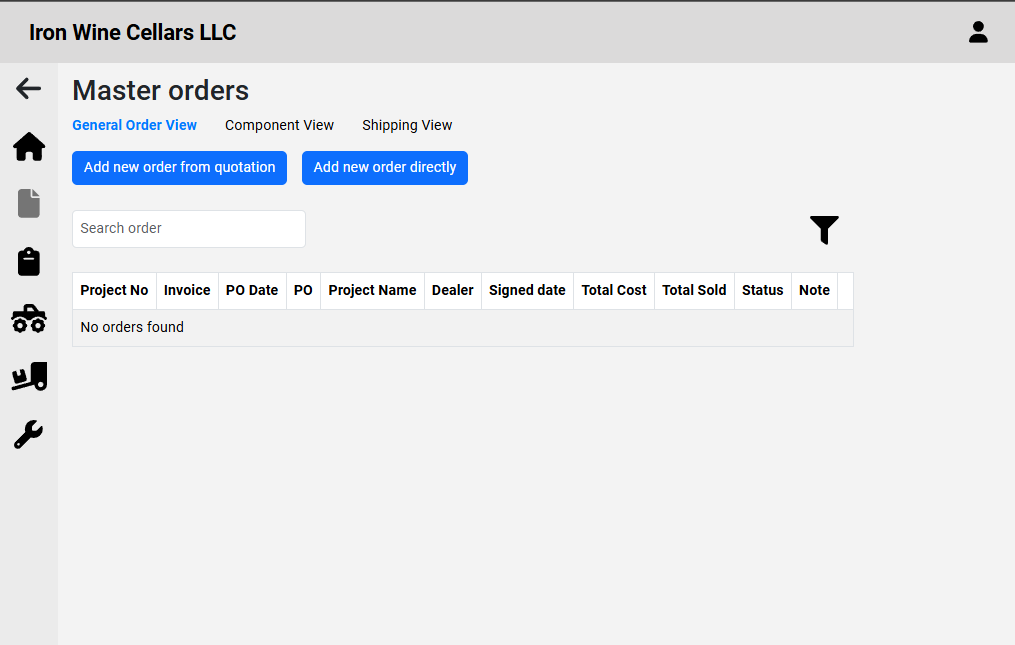 Iron Wine Cellars LLC
Master orders
General Order View Component View Shipping View
Add new order from quotation Add new order directly
Search order
Project No Invoice PO Date PO Project Name Dealer Signed date Total Cost Total Sold Status Note
No orders found